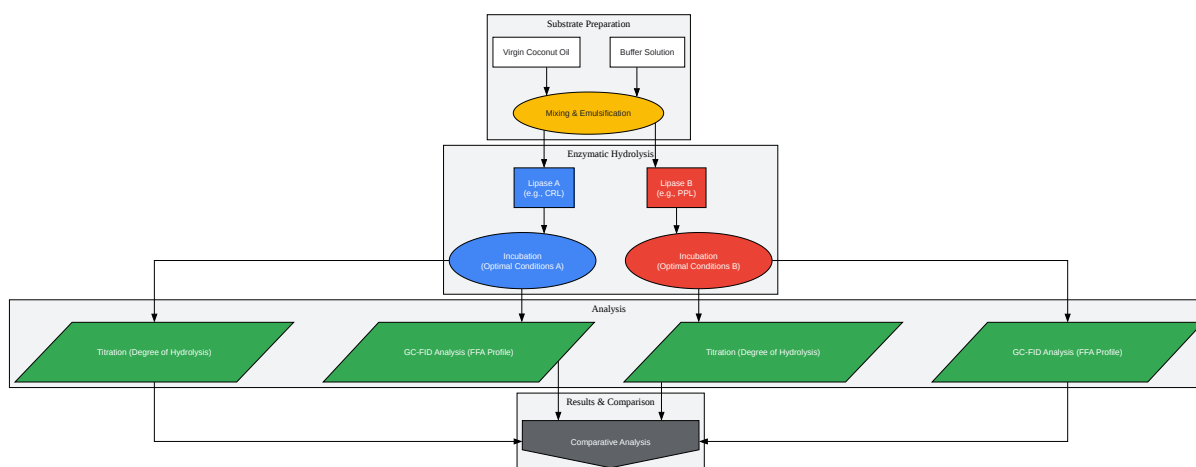 Substrate Preparation
Virgin Coconut Oil
Buffer Solution
Mixing & Emulsification
Enzymatic Hydrolysis
Lipase A
(e.g., CRL)
Lipase B
(e.g., PPL)
Incubation
(Optimal Conditions A)
Incubation
(Optimal Conditions B)
Analysis
Titration (Degree of Hydrolysis)
GC-FID Analysis (FFA Profile)
Titration (Degree of Hydrolysis)
GC-FID Analysis (FFA Profile)
Results & Comparison
Comparative Analysis